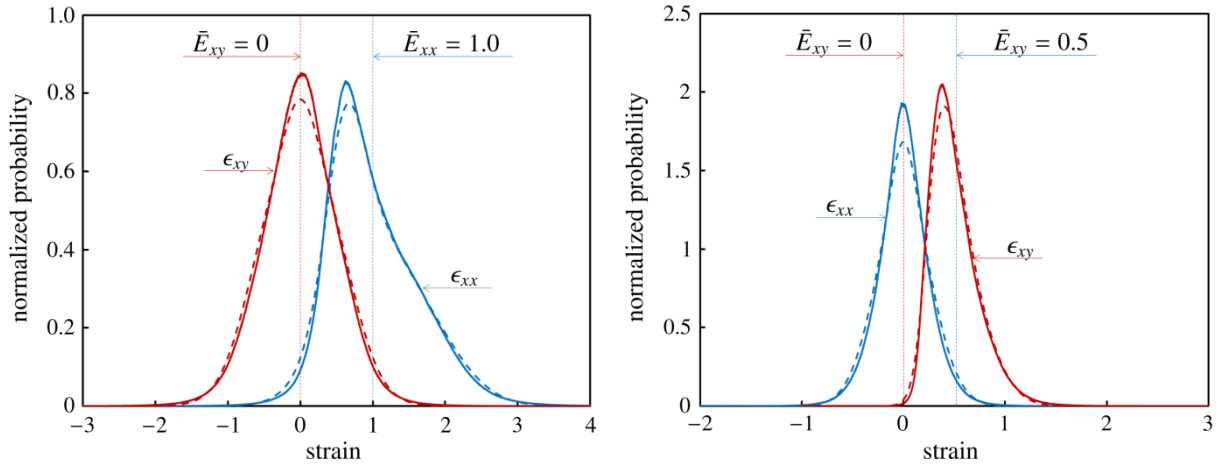 1.0
0.8
0.6
0.4
0.2
0
normalized probability
Ē_xy = 0
Ē_xx = 1.0
ϵ_xy
ϵ_xx
−3 −2 −1 0 1 2 3 4
strain
2.5
2
1.5
1
0.5
0
normalized probability
Ē_xy = 0
Ē_xy = 0.5
ϵ_xx
ϵ_xy
−2 −1 0 1 2 3
strain